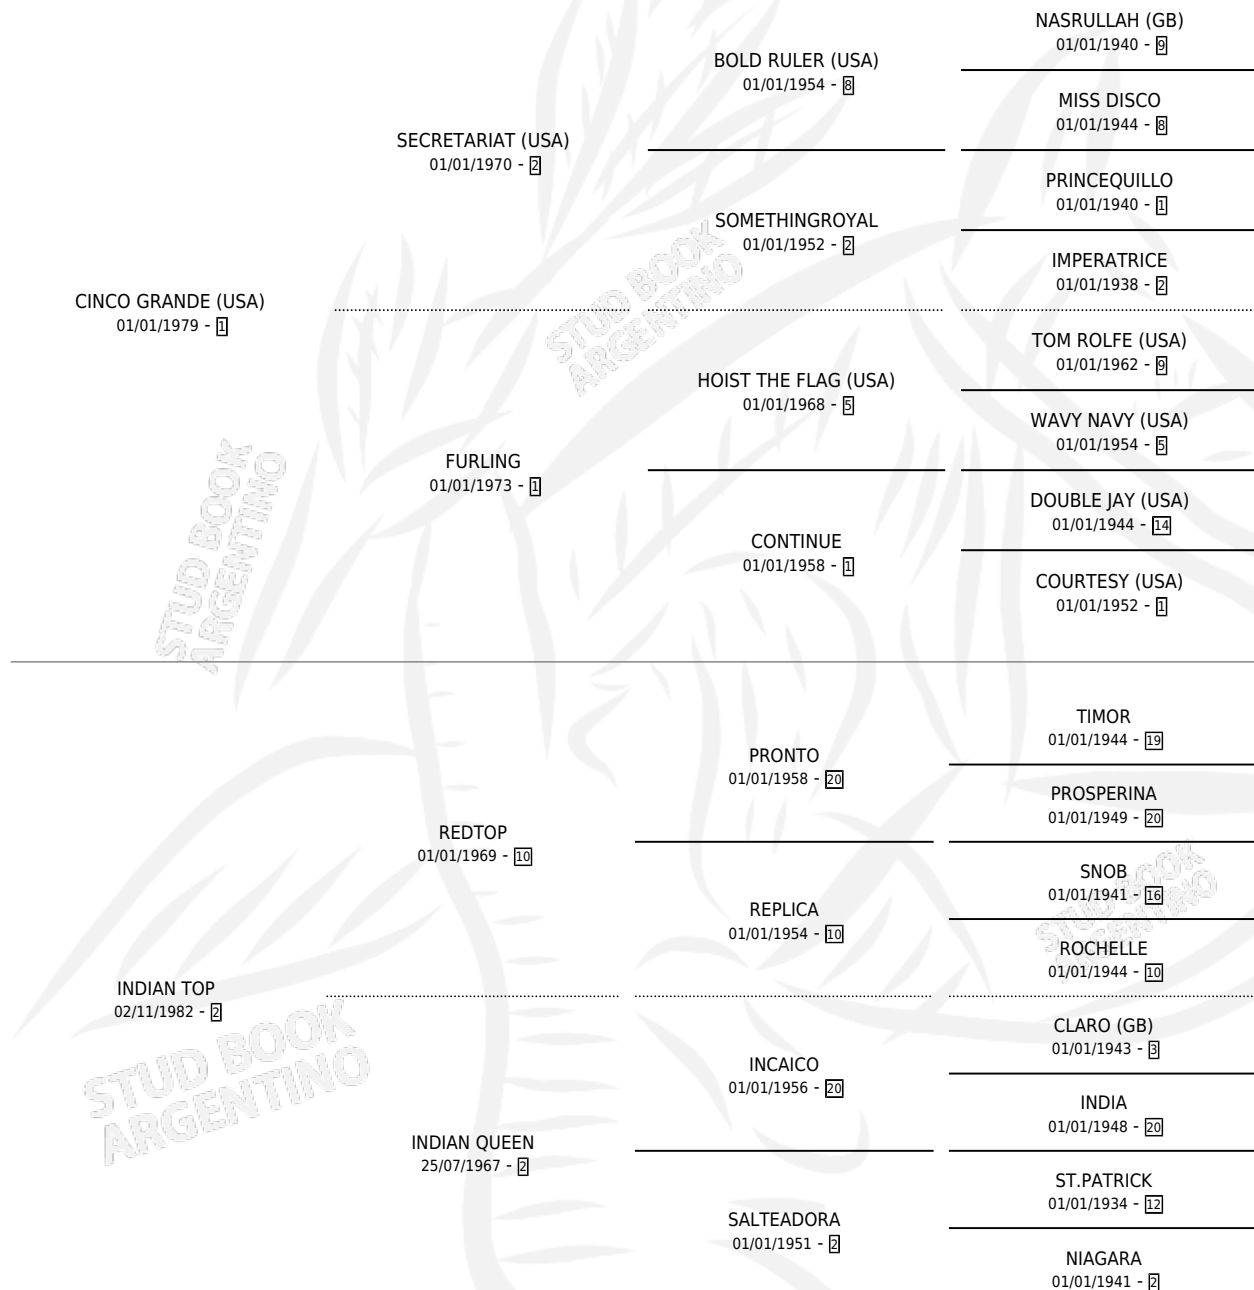 NASRULLAH (GB)
01/01/1940 - 9
BOLD RULER (USA)
01/01/1954 - 8
MISS DISCO
01/01/1944 - 8
SECRETARIAT (USA)
01/01/1970 - 2
PRINCEQUILLO
01/01/1940 - 1
SOMETHINGROYAL
01/01/1952 - 2
IMPERATRICE
01/01/1938 - 2
CINCO GRANDE (USA)
01/01/1979 - 1
TOM ROLFE (USA)
01/01/1962 - 9
HOIST THE FLAG (USA)
01/01/1968 - 5
WAVY NAVY (USA)
01/01/1954 - 5
FURLING
01/01/1973 - 1
DOUBLE JAY (USA)
01/01/1944 - 14
CONTINUE
01/01/1958 - 1
COURTESY (USA)
01/01/1952 - 1
TIMOR
01/01/1944 - 19
PRONTO
01/01/1958 - 20
PROSPERINA
01/01/1949 - 20
REDTOP
01/01/1969 - 10
SNOB
01/01/1941 - 16
REPLICA
01/01/1954 - 10
ROCHELLE
01/01/1944 - 10
INDIAN TOP
02/11/1982 - 2
CLARO (GB)
01/01/1943 - 3
INCAICO
01/01/1956 - 20
INDIA
01/01/1948 - 20
INDIAN QUEEN
25/07/1967 - 2
ST.PATRICK
01/01/1934 - 12
SALTEADORA
01/01/1951 - 2
NIAGARA
01/01/1941 - 2
STUD BOOK
ARGENTINO
STUD BOOK
ARGENTINO
STUD BOOK
ARGENTINO
STUD BOOK
ARGENTINO